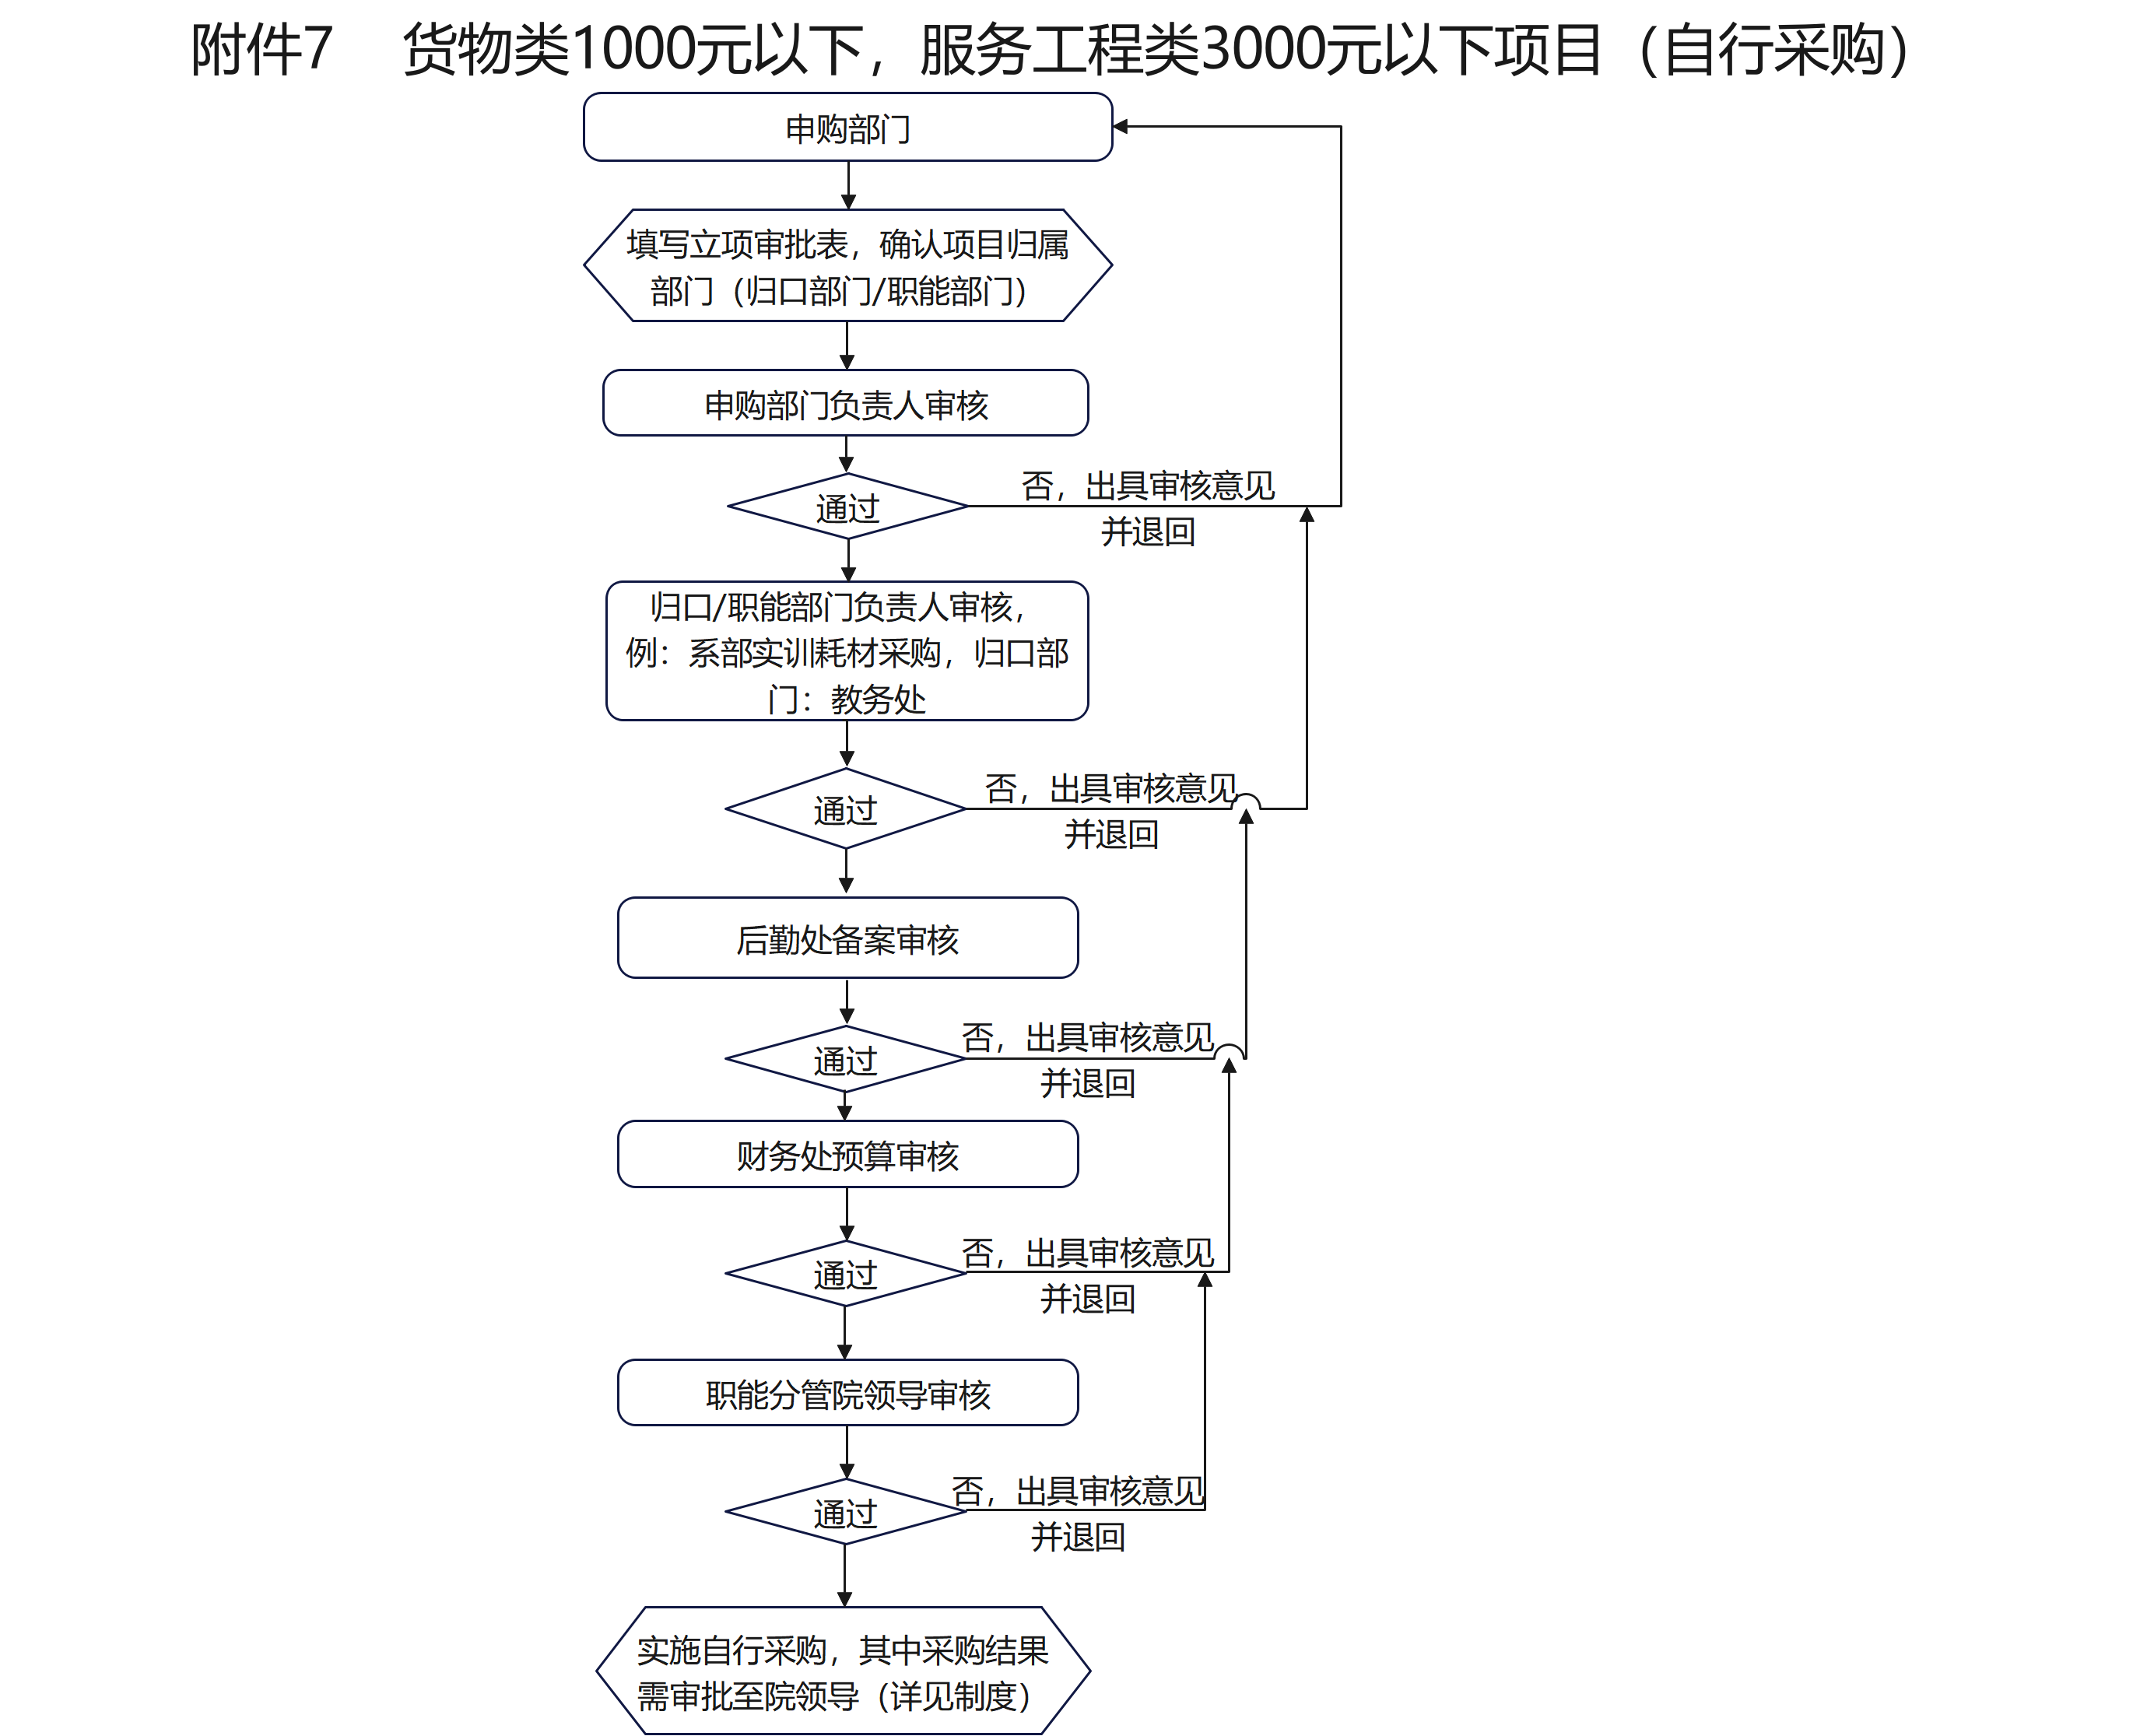 附件7 货物类1000元以下，服务工程类3000元以下项目（自行采购）
申购部门
填写立项审批表，确认项目归属
部门（归口部门/职能部门）
申购部门负责人审核
否，出具审核意见
通过
并退回
归口/职能部门负责人审核，
例：系部实训耗材采购，归口部
门：教务处
否，出具审核意见
通过
并退回
后勤处备案审核
否，出具审核意见
通过
并退回
财务处预算审核
否，出具审核意见
通过
并退回
职能分管院领导审核
否，出具审核意见
通过
并退回
实施自行采购，其中采购结果
需审批至院领导（详见制度）